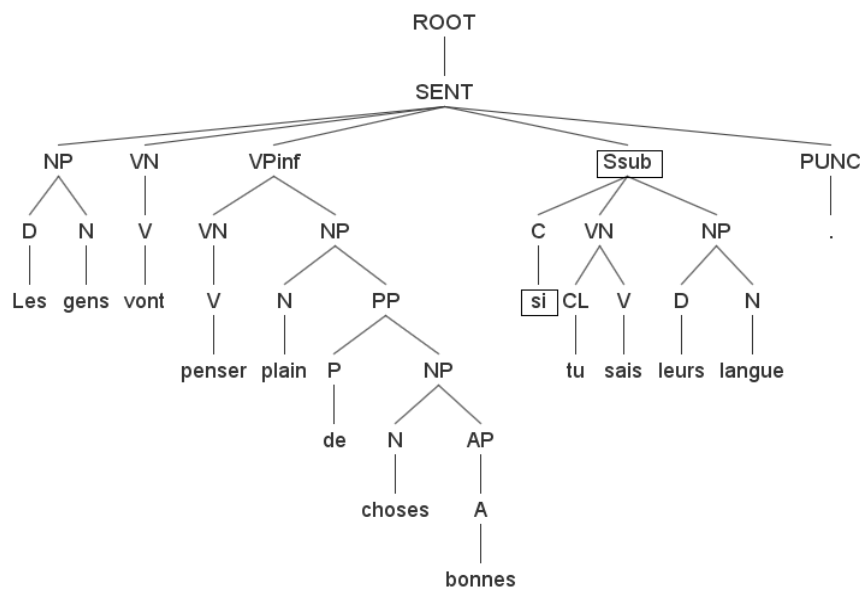 ROOT
SENT
NP VN VPinf Ssub PUNC
D N V VN NP C VN NP .
Les gens vont V N PP si CL V D N
penser plain P NP tu sais leurs langue
de N AP
choses A
bonnes